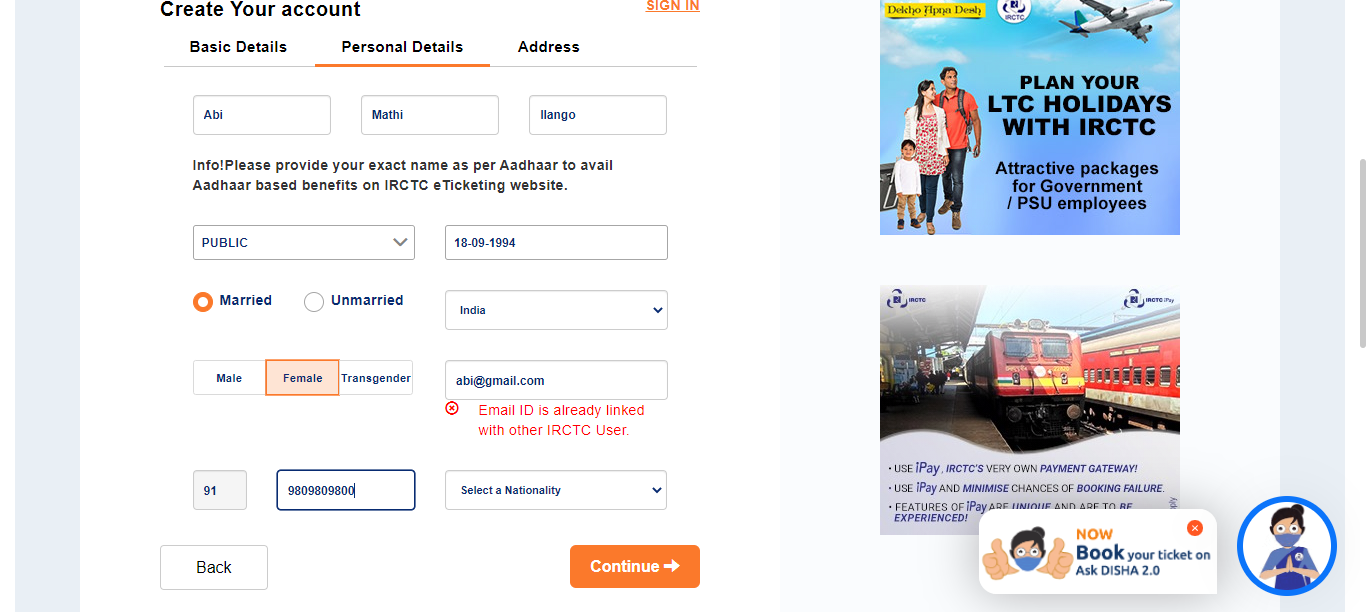 Create Your account
SIGN IN
Basic Details
Personal Details
Address
Abi
Mathi
Ilango
Info!Please provide your exact name as per Aadhaar to avail
Aadhaar based benefits on IRCTC eTicketing website.
PUBLIC
18-09-1994
Married
Unmarried
India
Male
Female
Transgender
abi@gmail.com
Email ID is already linked
with other IRCTC User.
91
9809809800
Select a Nationality
Back
Continue
Dekho Apna Desh
IRCTC
PLAN YOUR
LTC HOLIDAYS
WITH IRCTC
Attractive packages
for Government
/ PSU employees
IRCTC
IRCTC iPay
• USE iPay, IRCTC'S VERY OWN PAYMENT GATEWAY!
• USE iPay AND MINIMISE CHANCES OF BOOKING FAILURE.
• FEATURES OF iPay ARE UNIQUE AND ARE TO BE
EXPERIENCED!
NOW
Book your ticket on
Ask DISHA 2.0